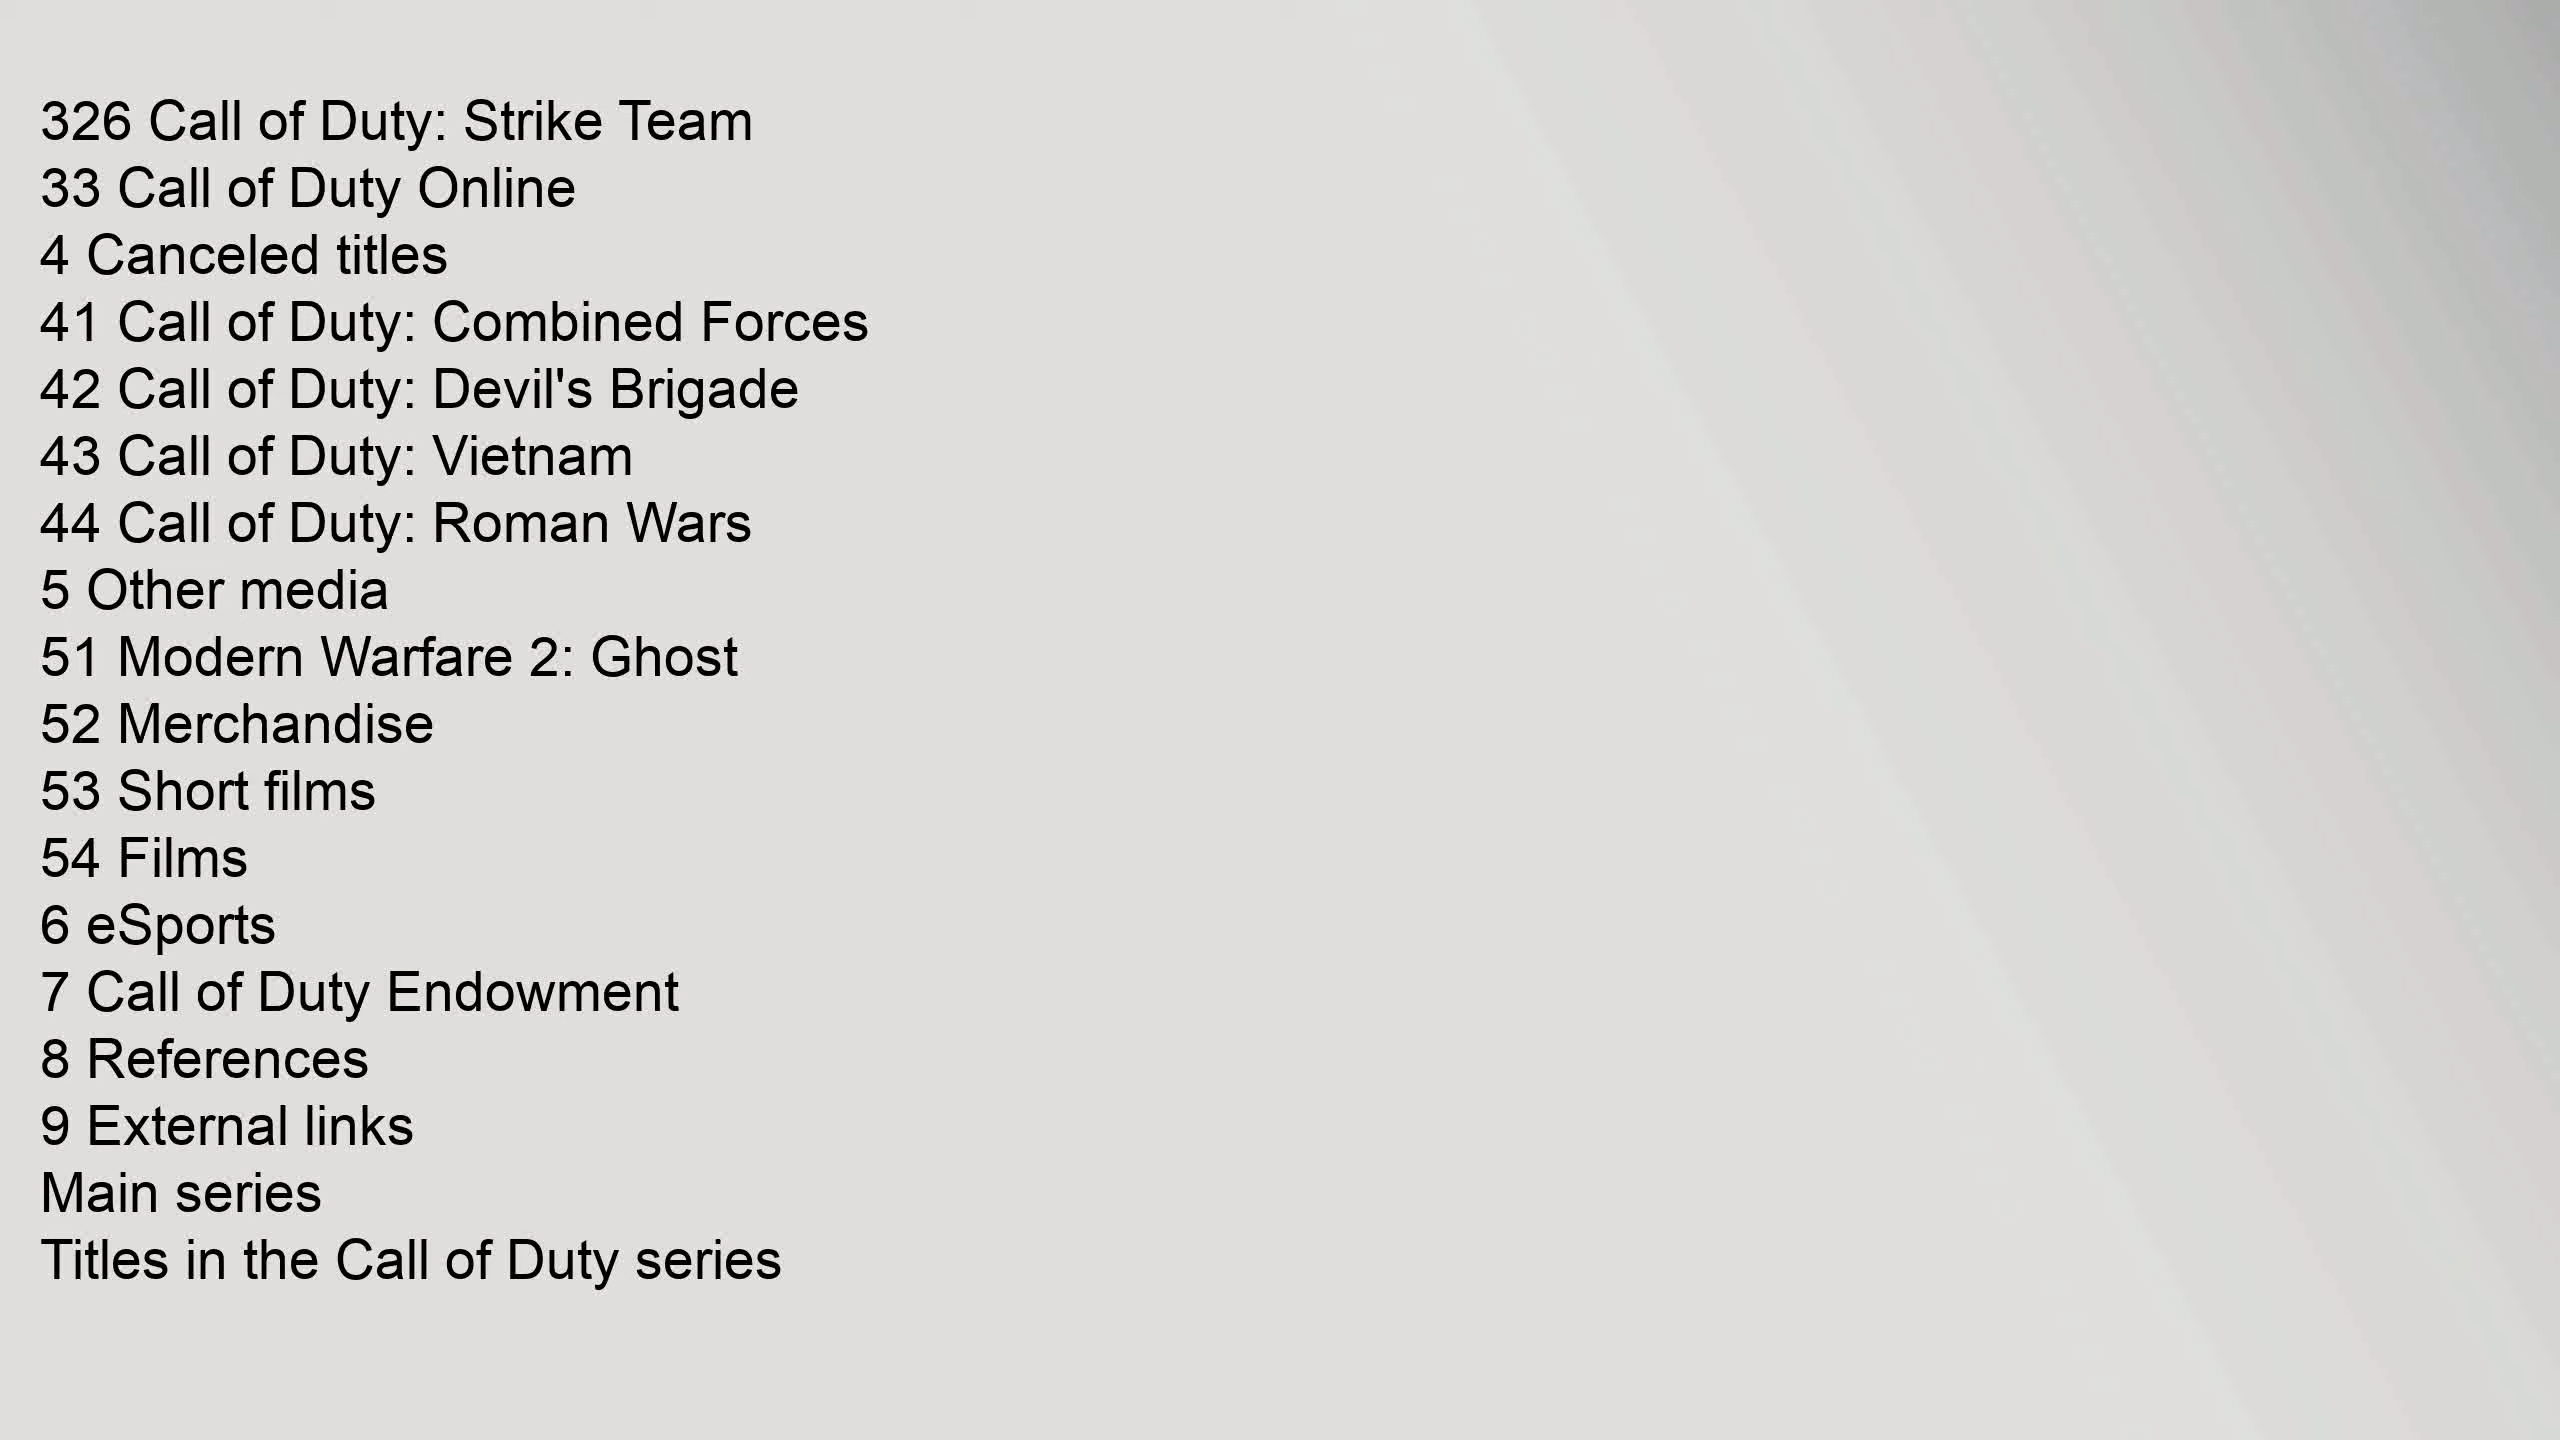 326 Call of Duty: Strike Team
33 Call of Duty Online
4 Canceled titles
41 Call of Duty: Combined Forces
42 Call of Duty: Devil's Brigade
43 Call of Duty: Vietnam
44 Call of Duty: Roman Wars
5 Other media
51 Modern Warfare 2: Ghost
52 Merchandise
53 Short films
54 Films
6 eSports
7 Call of Duty Endowment
8 References
9 External links
Main series
Titles in the Call of Duty series